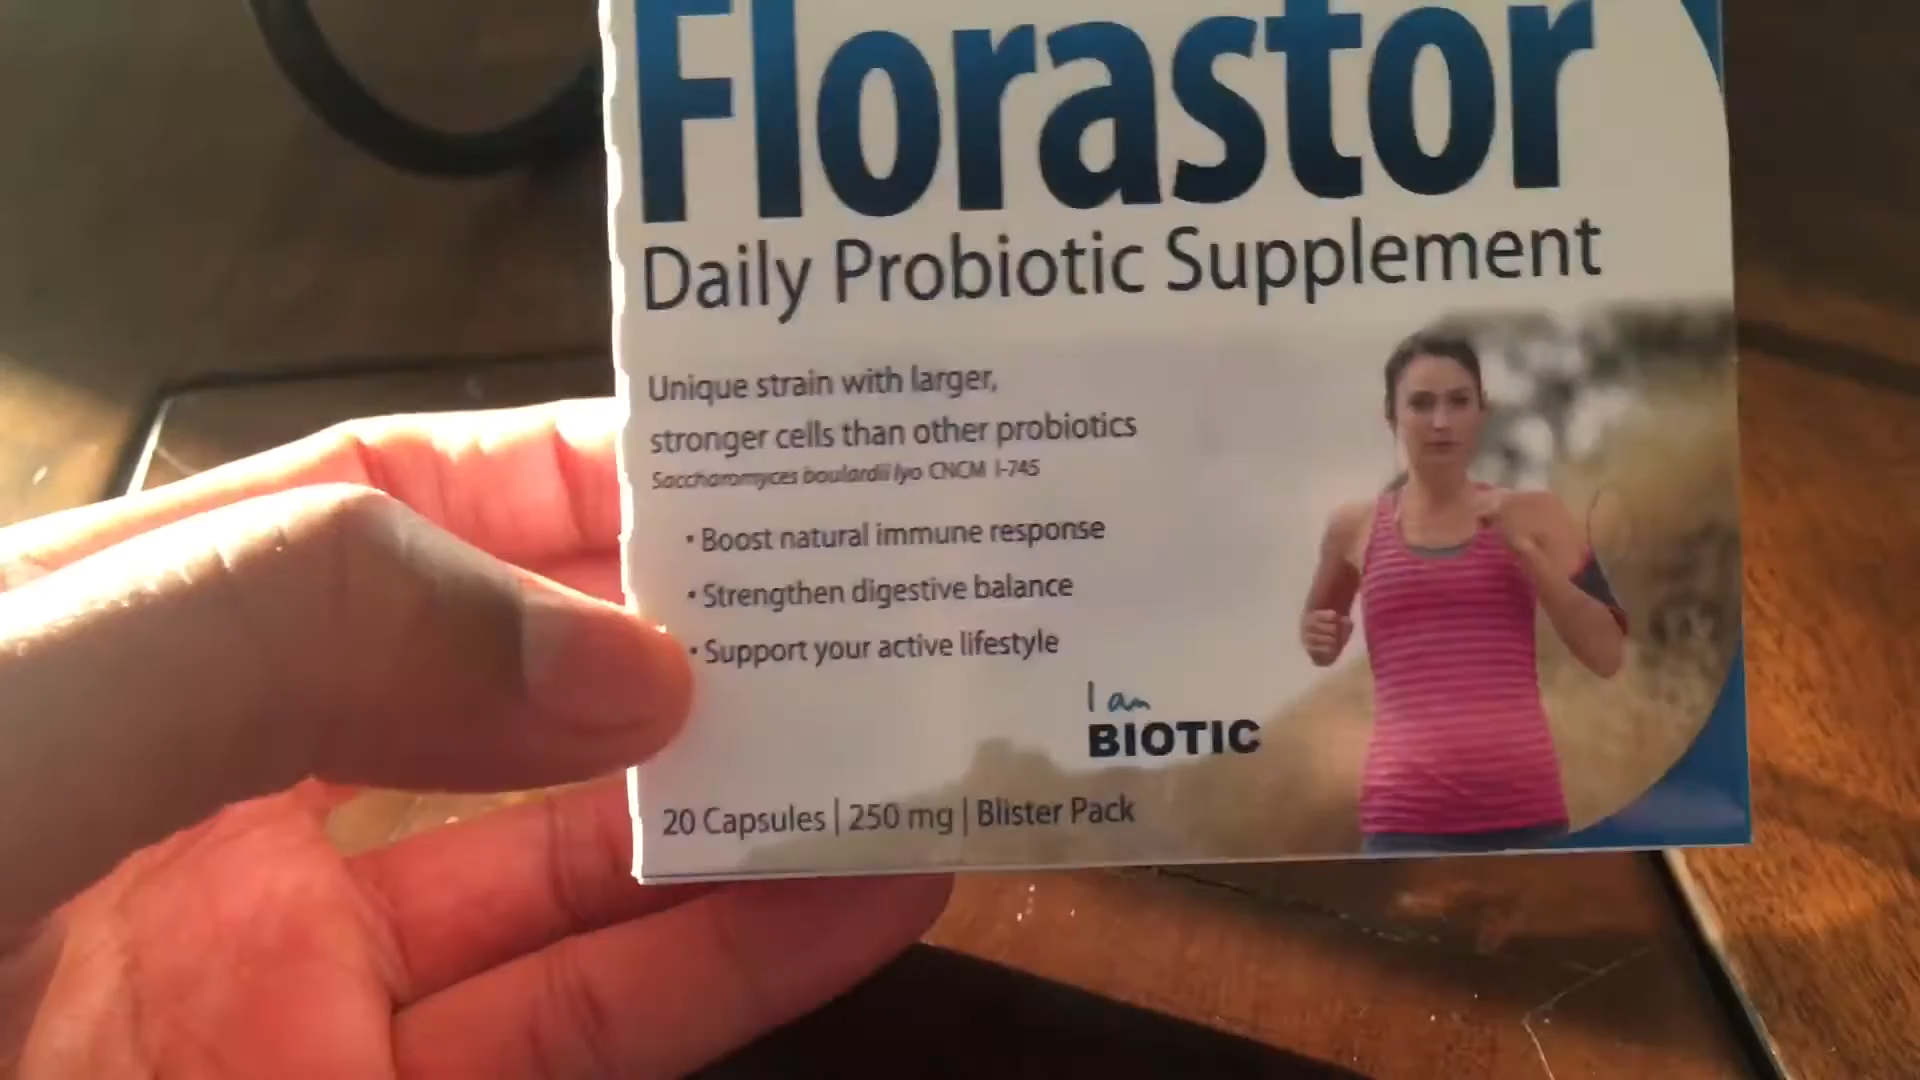 Florastor
Daily Probiotic Supplement
Unique strain with larger,
stronger cells than other probiotics
Saccharomyces boulardii lyo CNCM I-745
• Boost natural immune response
• Strengthen digestive balance
• Support your active lifestyle
I am
BIOTIC
20 Capsules | 250 mg | Blister Pack